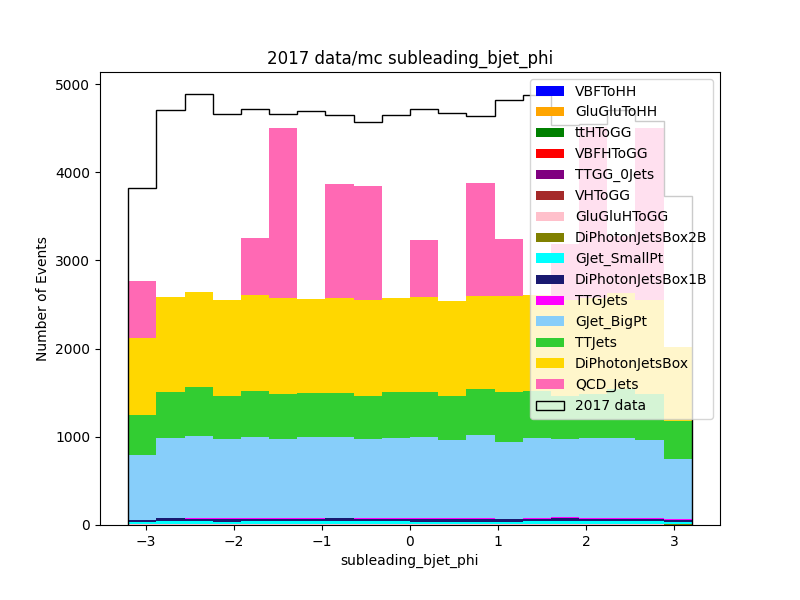 2017 data/mc subleading_bjet_phi
Number of Events
5000
4000
3000
2000
1000
0
−3
−2
−1
0
1
2
3
subleading_bjet_phi
VBFToHH
GluGluToHH
ttHToGG
VBFHToGG
TTGG_0Jets
VHToGG
GluGluHToGG
DiPhotonJetsBox2B
GJet_SmallPt
DiPhotonJetsBox1B
TTGJets
GJet_BigPt
TTJets
DiPhotonJetsBox
QCD_Jets
2017 data